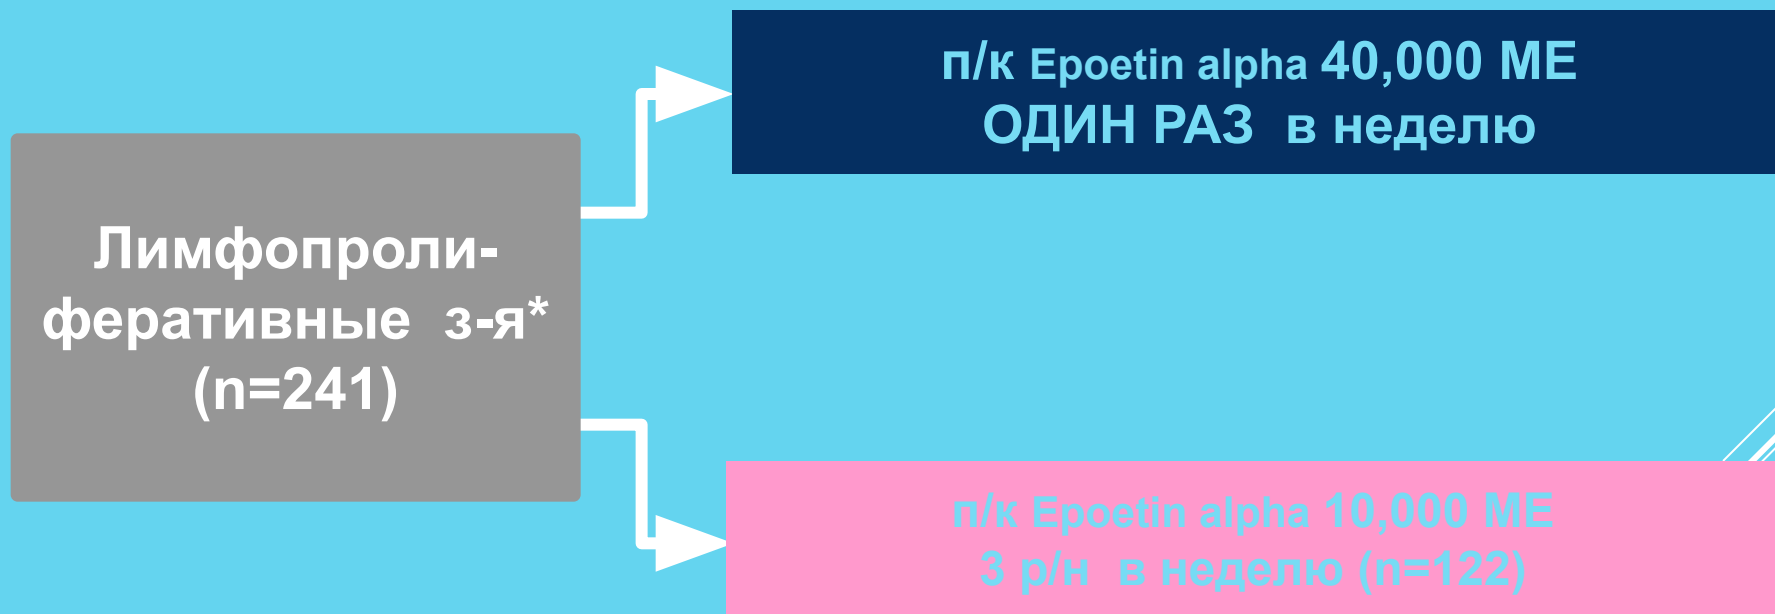 п/к Epoetin alpha 40,000 МЕ
ОДИН РАЗ в неделю
Лимфопроли-
феративные з-я*
(n=241)
п/к Epoetin alpha 10,000 МЕ
3 р/н в неделю (n=122)